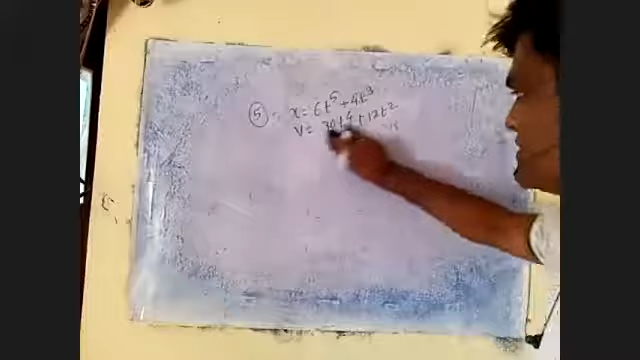 ⑤ x = 6t⁵ + 4t³
v = 30t⁴ + 12t²